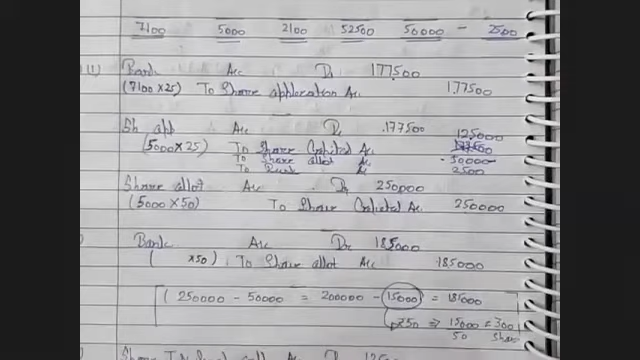 7100 5000 2100 52500 50000 - 2500
(1) Bank A/c Dr 177500
(7100 x 25) To Share application A/c 177500
Sh app A/c Dr 177500
(5000 x 25) To Share Capital A/c 125000
To Share allot A/c 50000
To Bank A/c 2500
Share allot A/c Dr 250000
(5000 x 50) To Share Capital A/c 250000
Bank A/c Dr 185000
( x50) To Share allot A/c 185000
(250000 - 50000 = 200000 - 15000 = 185000
x50 ⇒ 15000 = 300
50 share
Share A/c